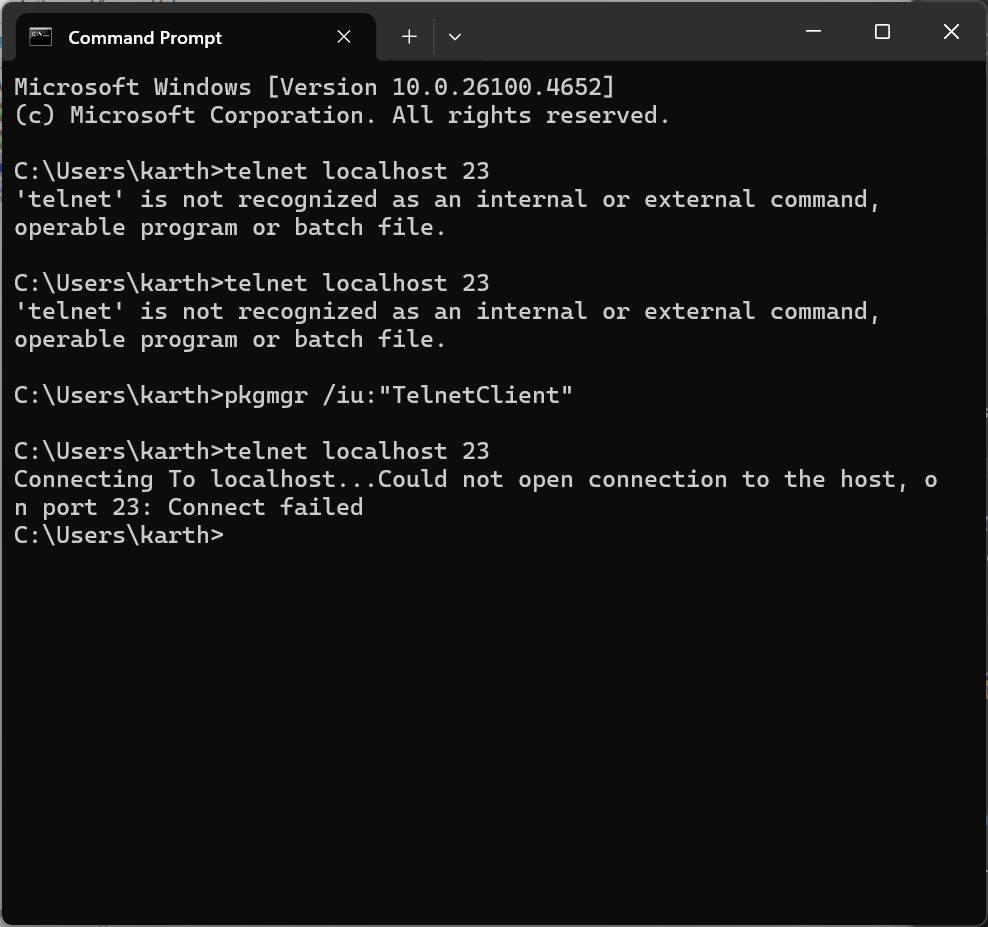 Command Prompt
Microsoft Windows [Version 10.0.26100.4652]
(c) Microsoft Corporation. All rights reserved.
C:\Users\karth>telnet localhost 23
'telnet' is not recognized as an internal or external command,
operable program or batch file.
C:\Users\karth>telnet localhost 23
'telnet' is not recognized as an internal or external command,
operable program or batch file.
C:\Users\karth>pkgmgr /iu:"TelnetClient"
C:\Users\karth>telnet localhost 23
Connecting To localhost...Could not open connection to the host, o
n port 23: Connect failed
C:\Users\karth>